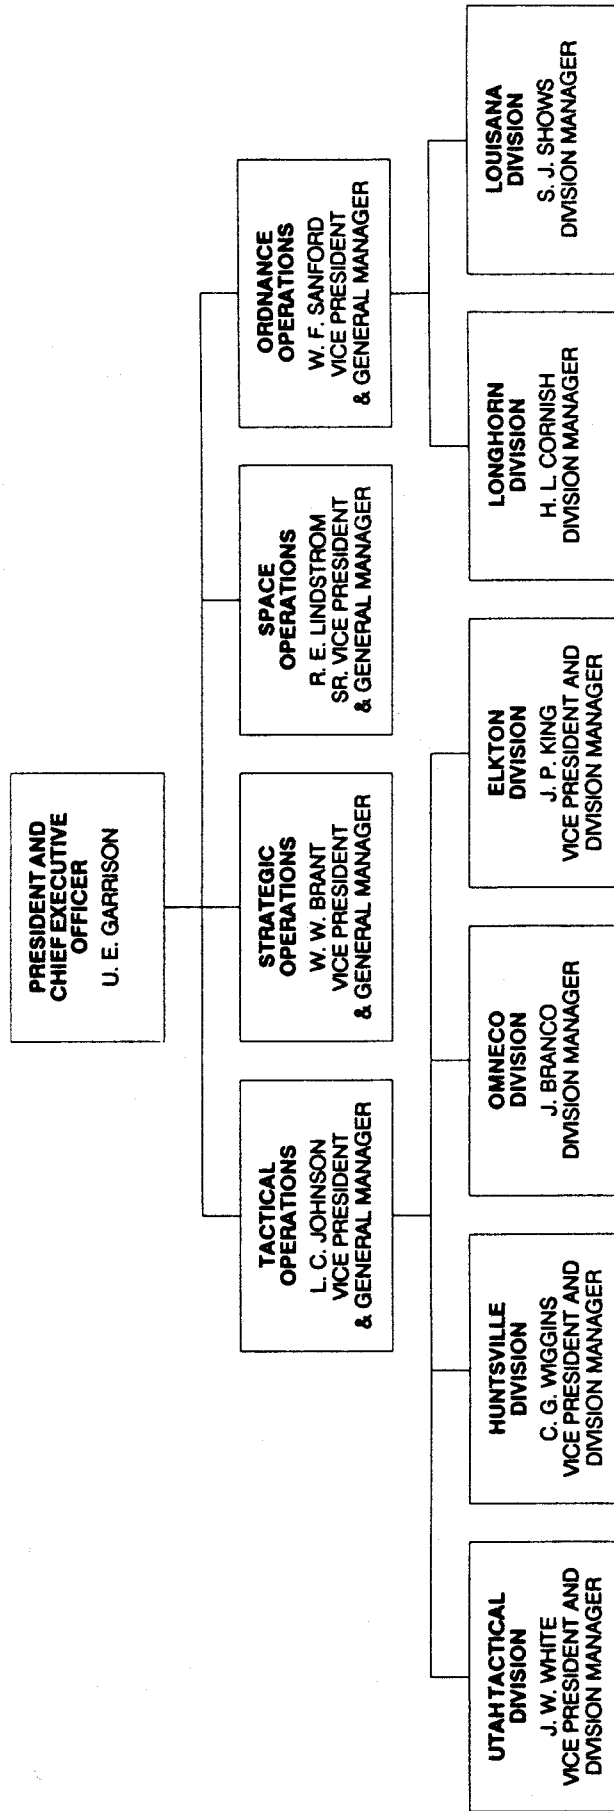 PRESIDENT AND
CHIEF EXECUTIVE
OFFICER
U. E. GARRISON
TACTICAL
OPERATIONS
L. C. JOHNSON
VICE PRESIDENT
& GENERAL MANAGER
STRATEGIC
OPERATIONS
W. W. BRANT
VICE PRESIDENT
& GENERAL MANAGER
SPACE
OPERATIONS
R. E. LINDSTROM
SR. VICE PRESIDENT
& GENERAL MANAGER
ORDNANCE
OPERATIONS
W. F. SANFORD
VICE PRESIDENT
& GENERAL MANAGER
UTAH TACTICAL
DIVISION
J. W. WHITE
VICE PRESIDENT AND
DIVISION MANAGER
HUNTSVILLE
DIVISION
C. G. WIGGINS
VICE PRESIDENT AND
DIVISION MANAGER
OMNECO
DIVISION
J. BRANCO
DIVISION MANAGER
ELKTON
DIVISION
J. P. KING
VICE PRESIDENT AND
DIVISION MANAGER
LONGHORN
DIVISION
H. L. CORNISH
DIVISION MANAGER
LOUISANA
DIVISION
S. J. SHOWS
DIVISION MANAGER